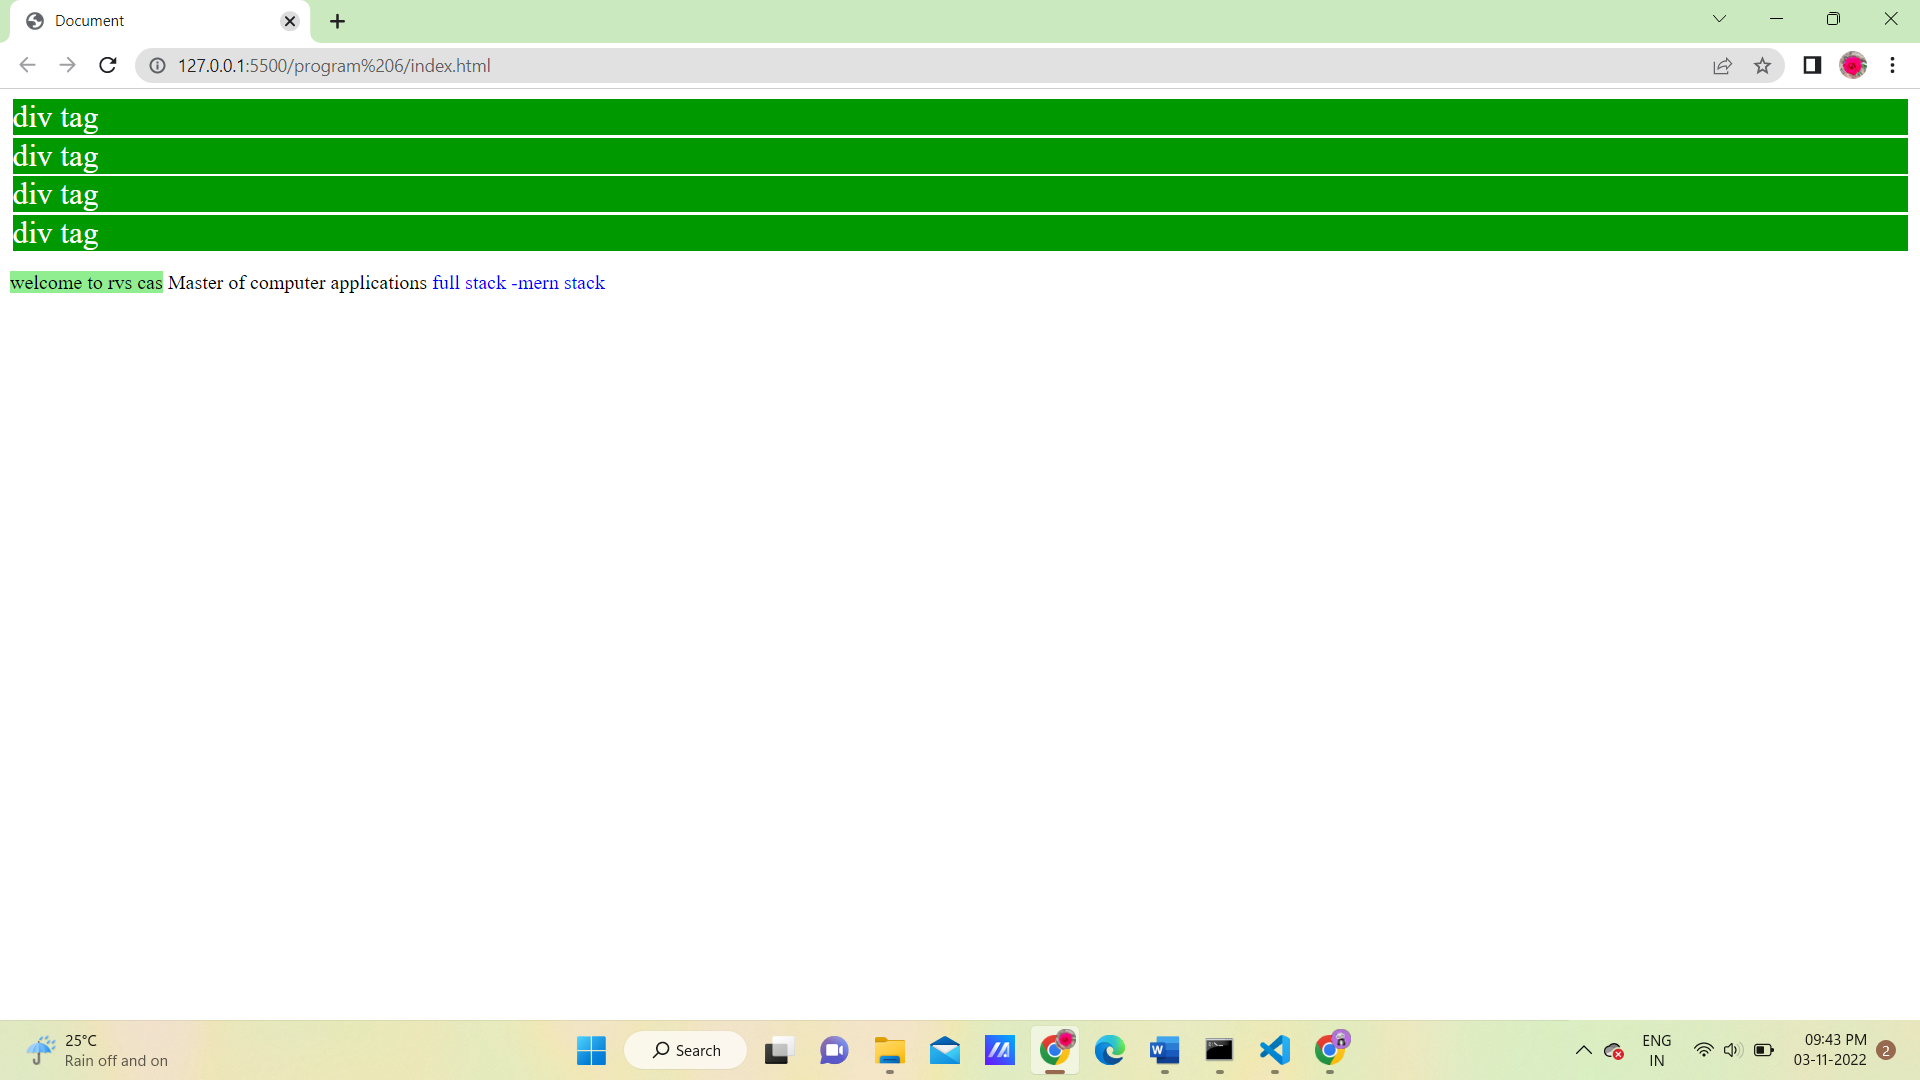 Document
127.0.0.1:5500/program%206/index.html
div tag
div tag
div tag
div tag
welcome to rvs cas Master of computer applications full stack -mern stack
25°C
Rain off and on
Search
ENG
IN
09:43 PM
03-11-2022
2